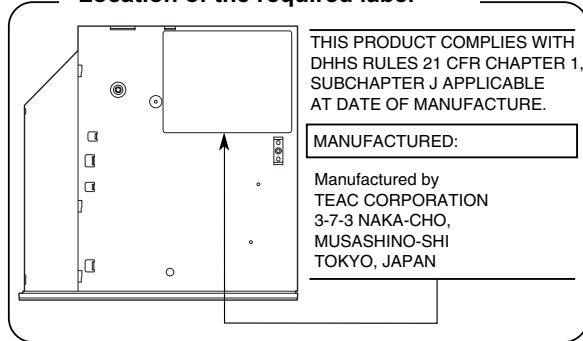 Location of the required label
THIS PRODUCT COMPLIES WITH
DHHS RULES 21 CFR CHAPTER 1,
SUBCHAPTER J APPLICABLE
AT DATE OF MANUFACTURE.
MANUFACTURED:
Manufactured by
TEAC CORPORATION
3-7-3 NAKA-CHO,
MUSASHINO-SHI
TOKYO, JAPAN